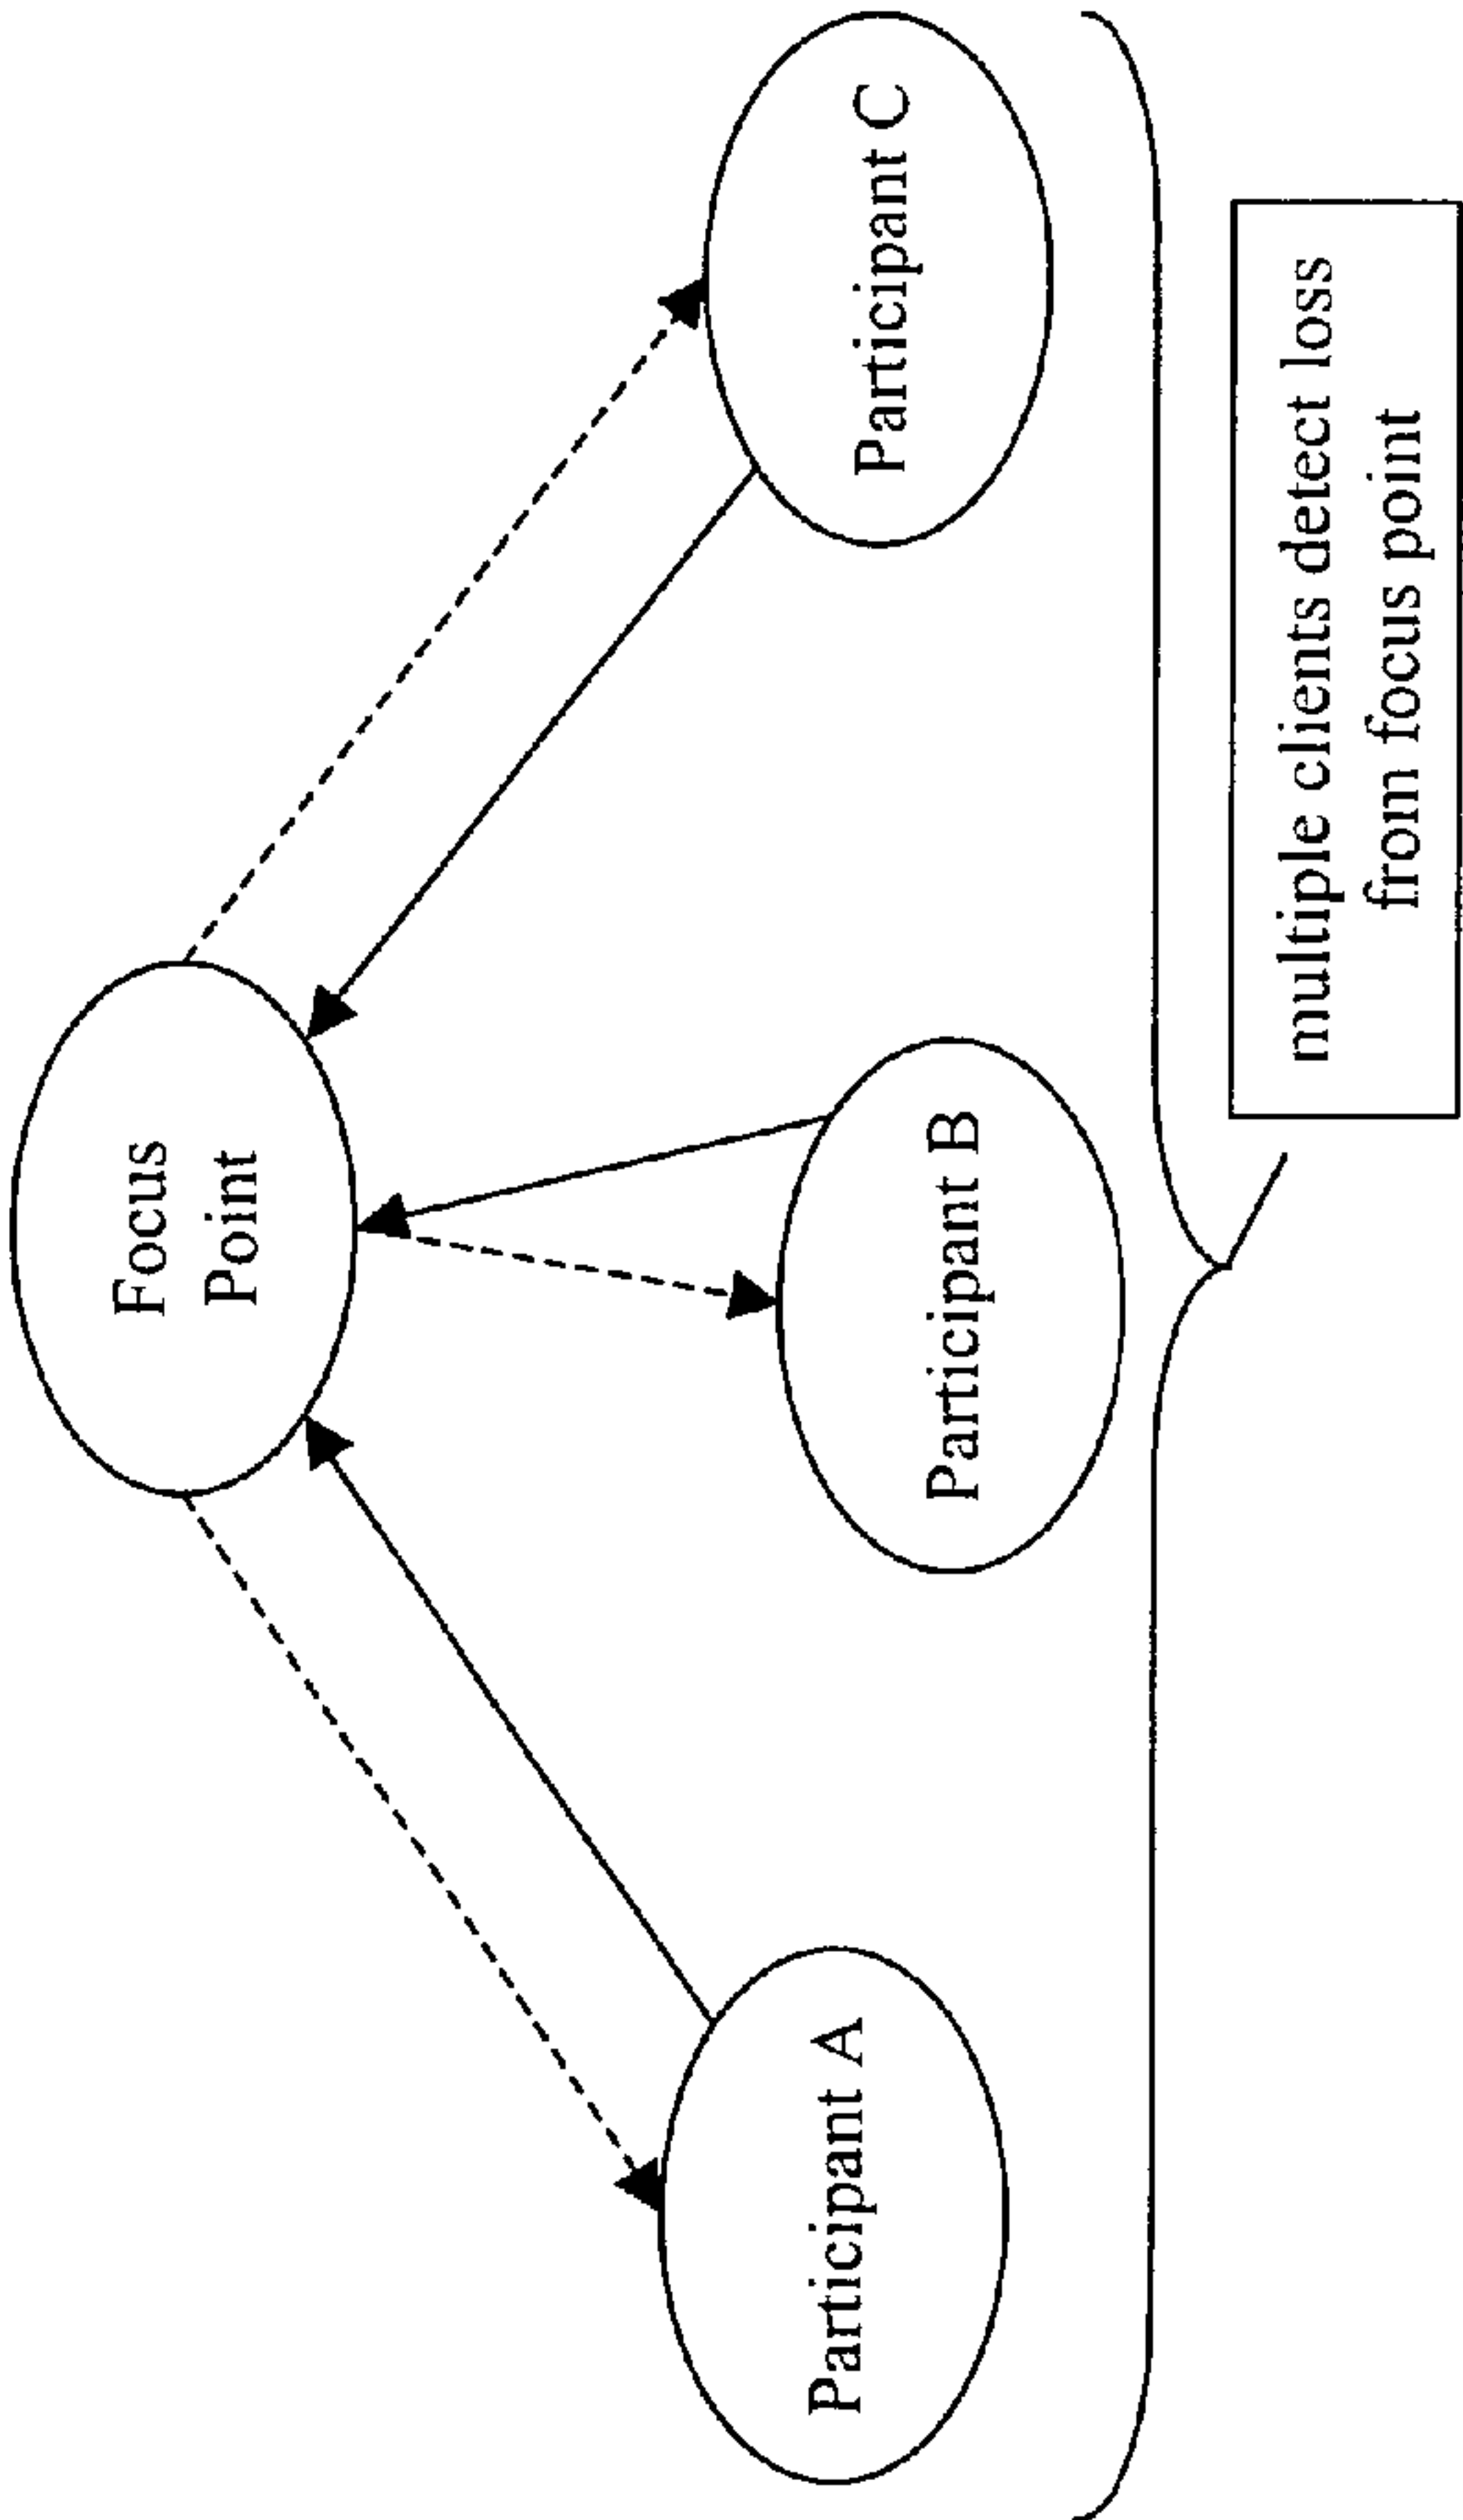 Focus
Point
Participant A
Participant B
Participant C
multiple clients detect loss
from focus point